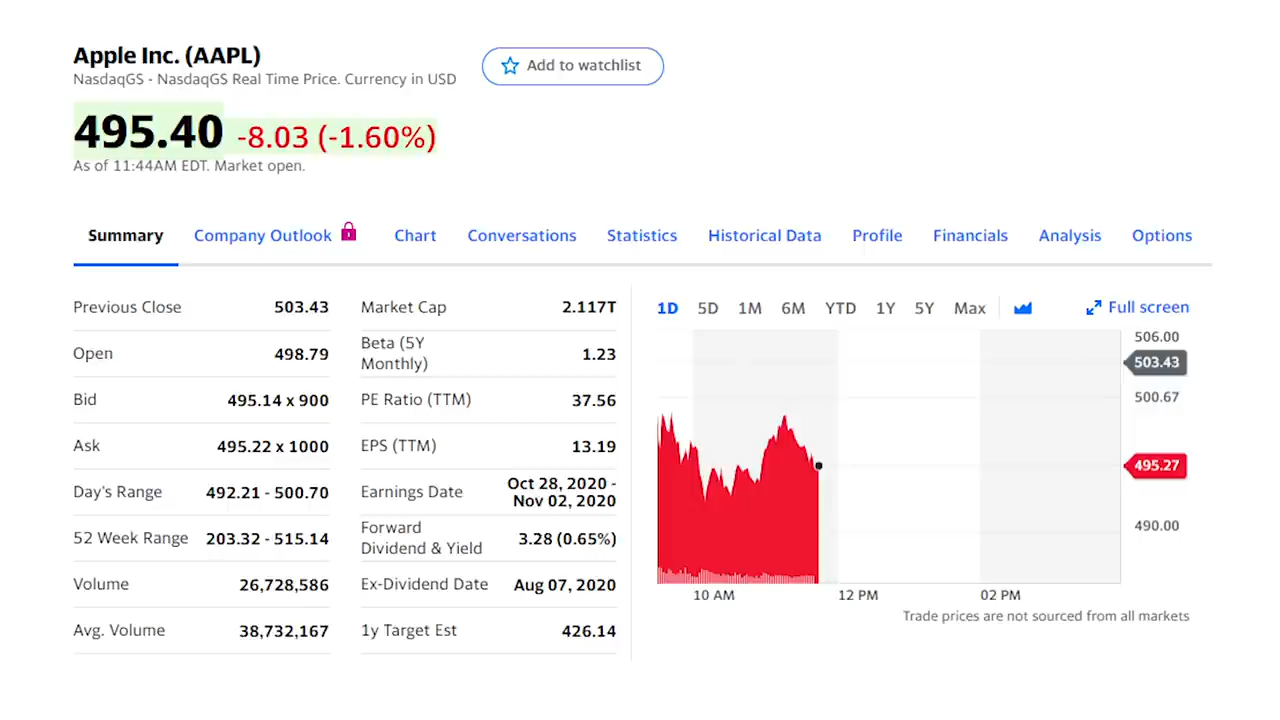 Apple Inc. (AAPL)
Add to watchlist
NasdaqGS - NasdaqGS Real Time Price. Currency in USD
495.40 -8.03 (-1.60%)
As of 11:44AM EDT. Market open.
Summary Company Outlook Chart Conversations Statistics Historical Data Profile Financials Analysis Options
Previous Close 503.43
Open 498.79
Bid 495.14 x 900
Ask 495.22 x 1000
Day's Range 492.21 - 500.70
52 Week Range 203.32 - 515.14
Volume 26,728,586
Avg. Volume 38,732,167
Market Cap 2.117T
Beta (5Y
Monthly) 1.23
PE Ratio (TTM) 37.56
EPS (TTM) 13.19
Earnings Date Oct 28, 2020 -
Nov 02, 2020
Forward
Dividend & Yield 3.28 (0.65%)
Ex-Dividend Date Aug 07, 2020
1y Target Est 426.14
1D 5D 1M 6M YTD 1Y 5Y Max Full screen
506.00
503.43
500.67
495.27
490.00
10 AM 12 PM 02 PM
Trade prices are not sourced from all markets